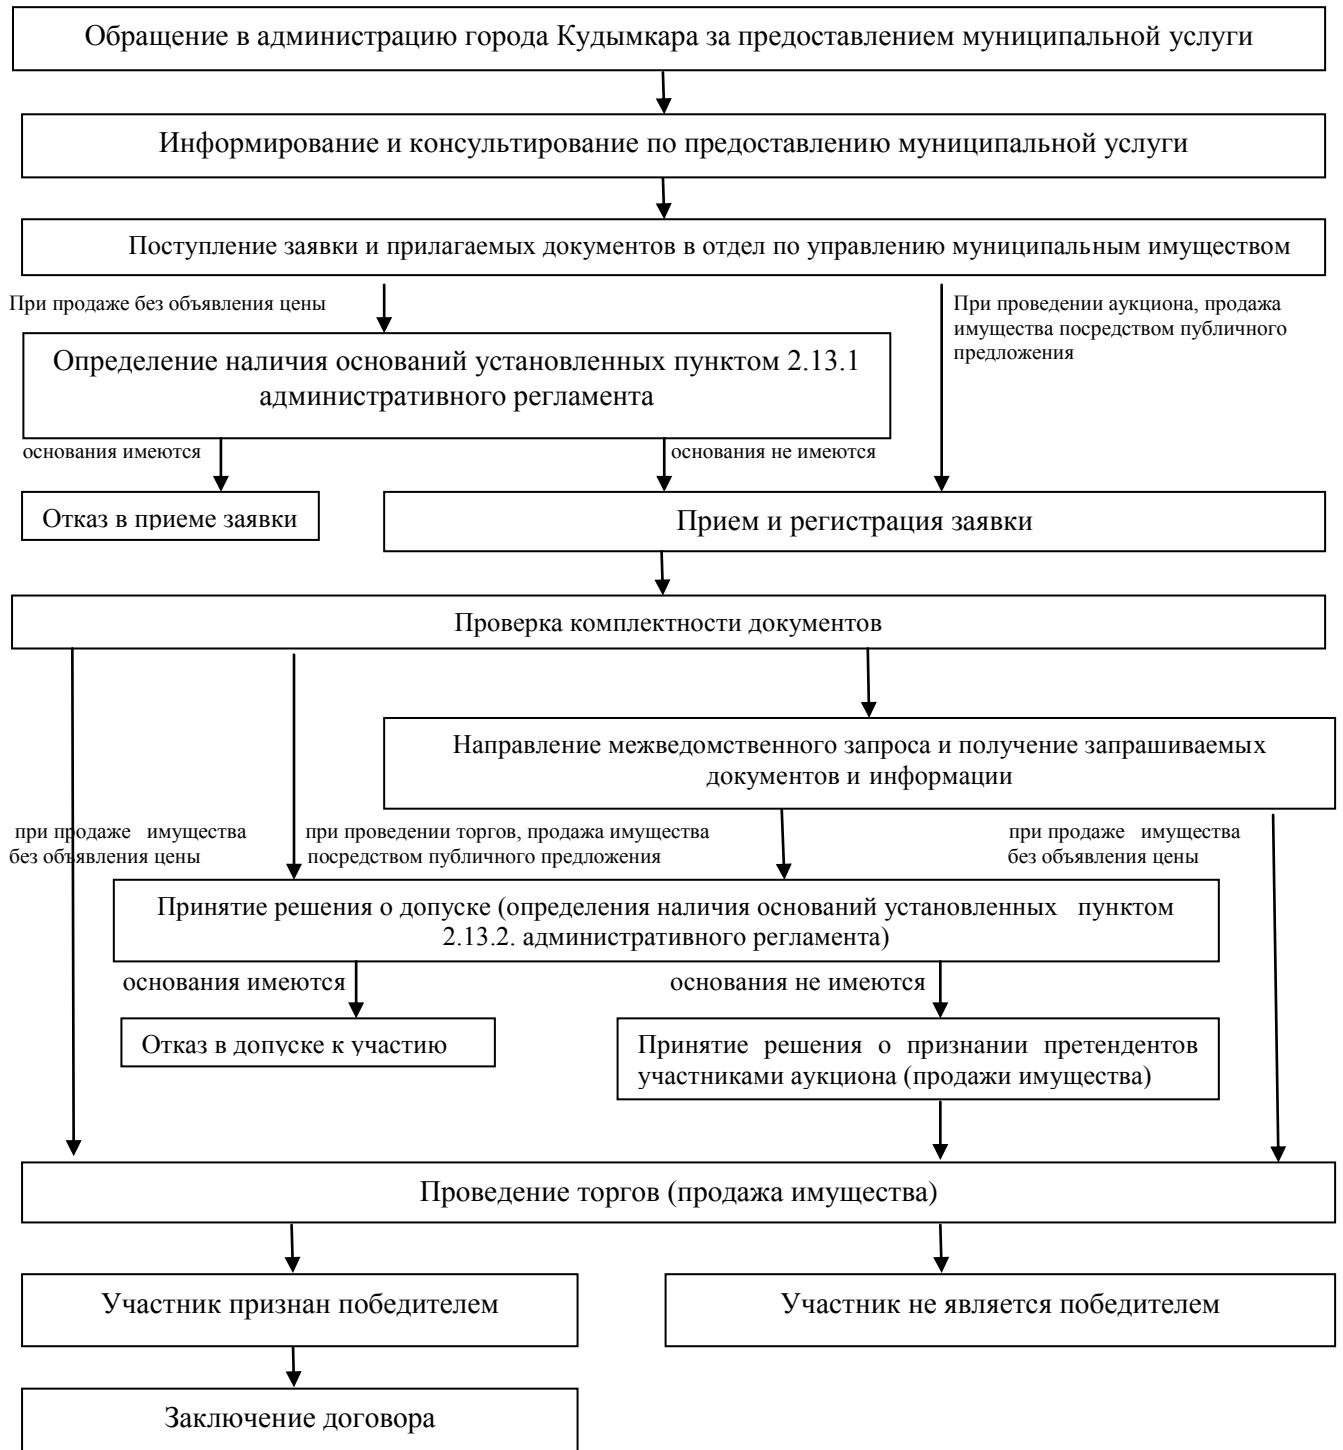 Обращение в администрацию города Кудымкара за предоставлением муниципальной услуги
Информирование и консультирование по предоставлению муниципальной услуги
Поступление заявки и прилагаемых документов в отдел по управлению муниципальным имуществом
При продаже без объявления цены
При проведении аукциона, продажа
имущества посредством публичного
предложения
Определение наличия оснований установленных пунктом 2.13.1
административного регламента
основания имеются
основания не имеются
Отказ в приеме заявки
Прием и регистрация заявки
Проверка комплектности документов
Направление межведомственного запроса и получение запрашиваемых
документов и информации
при продаже имущества
без объявления цены
при проведении торгов, продажа имущества
посредством публичного предложения
при продаже имущества
без объявления цены
Принятие решения о допуске (определения наличия оснований установленных пунктом
2.13.2. административного регламента)
основания имеются
основания не имеются
Отказ в допуске к участию
Принятие решения о признании претендентов
участниками аукциона (продажи имущества)
Проведение торгов (продажа имущества)
Участник признан победителем
Участник не является победителем
Заключение договора